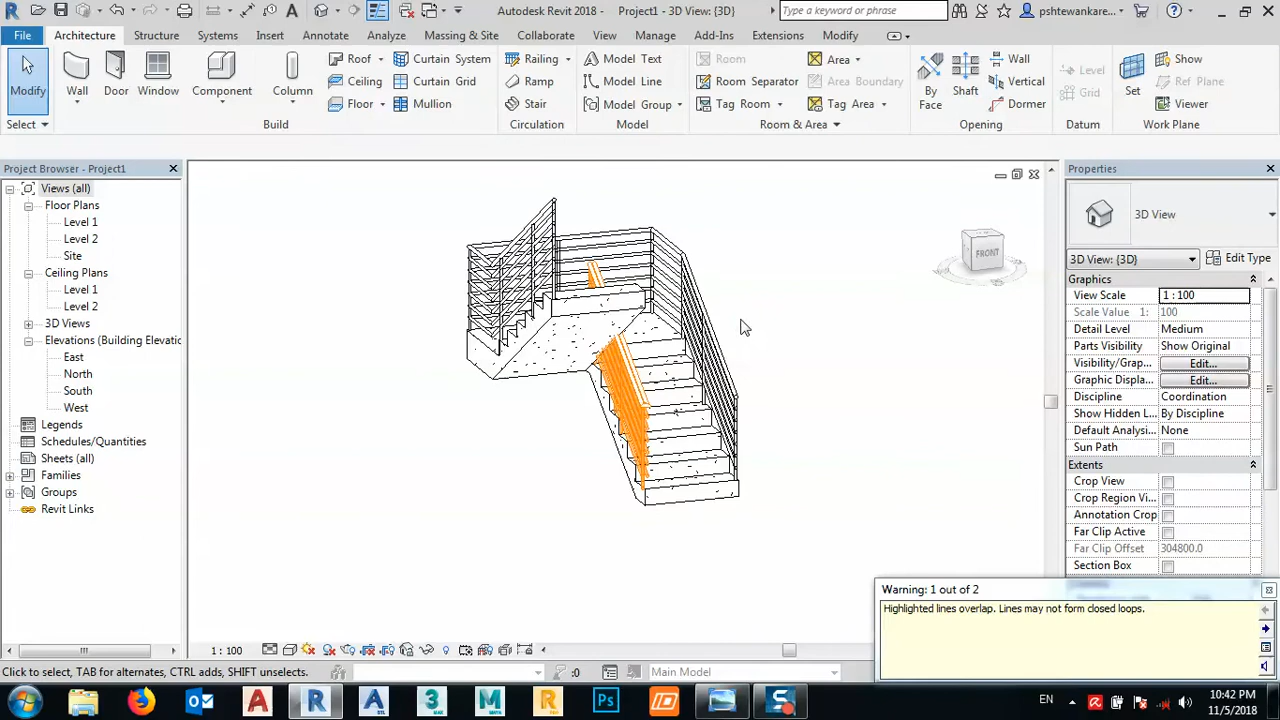 Autodesk Revit 2018 - Project1 - 3D View: {3D}
Type a keyword or phrase
pshtewankare...
File
Architecture
Structure
Systems
Insert
Annotate
Analyze
Massing & Site
Collaborate
View
Manage
Add-Ins
Extensions
Modify
Modify
Wall
Door
Window
Component
Column
Roof
Ceiling
Floor
Curtain System
Curtain Grid
Mullion
Railing
Ramp
Stair
Model Text
Model Line
Model Group
Room
Room Separator
Tag Room
Area
Area Boundary
Tag Area
By
Face
Shaft
Wall
Vertical
Dormer
Level
Grid
Set
Show
Ref Plane
Viewer
Select
Build
Circulation
Model
Room & Area
Opening
Datum
Work Plane
Project Browser - Project1
Views (all)
Floor Plans
Level 1
Level 2
Site
Ceiling Plans
Level 1
Level 2
3D Views
Elevations (Building Elevatio
East
North
South
West
Legends
Schedules/Quantities
Sheets (all)
Families
Groups
Revit Links
FRONT
Properties
3D View
3D View: {3D}
Edit Type
Graphics
View Scale
1 : 100
Scale Value 1:
100
Detail Level
Medium
Parts Visibility
Show Original
Visibility/Grap...
Edit...
Graphic Displa...
Edit...
Discipline
Coordination
Show Hidden L...
By Discipline
Default Analysi...
None
Sun Path
Extents
Crop View
Crop Region Vi...
Annotation Crop
Far Clip Active
Far Clip Offset
304800.0
Section Box
Warning: 1 out of 2
Highlighted lines overlap. Lines may not form closed loops.
1 : 100
Click to select, TAB for alternates, CTRL adds, SHIFT unselects.
:0
Main Model
EN
10:42 PM
11/5/2018